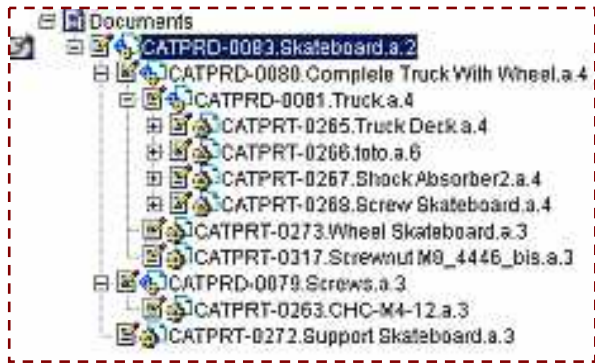 Documents
CATPRD-0083.Skateboard.a.2
CATPRD-0080.Complete Truck With Wheel.a.4
CATPRD-0081.Truck.a.4
CATPRT-0265.Truck Deck.a.4
CATPRT-0266.toto.a.6
CATPRT-0267.Shock Absorber2.a.4
CATPRT-0268.Screw Skateboard.a.4
CATPRT-0273.Wheel Skateboard.a.3
CATPRT-0317.Screwnut M8_4446_bis.a.3
CATPRD-0079.Screws.a.3
CATPRT-0263.CHC-M4-12.a.3
CATPRT-0272.Support Skateboard.a.3